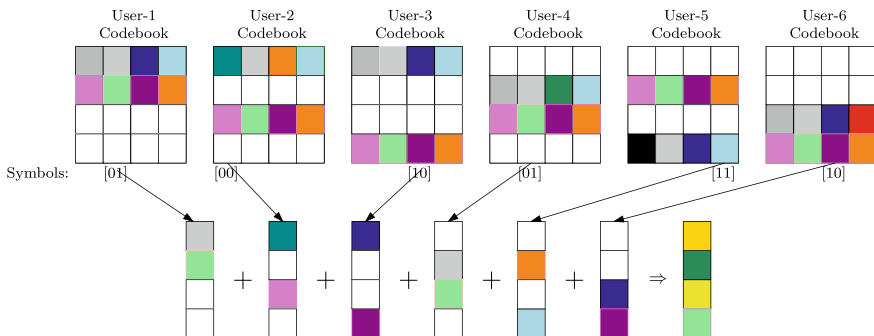 User-1 User-2 User-3 User-4 User-5 User-6
Codebook Codebook Codebook Codebook Codebook Codebook
Symbols: [01] [00] [10] [01] [11] [10]
+ + + + + ⇒